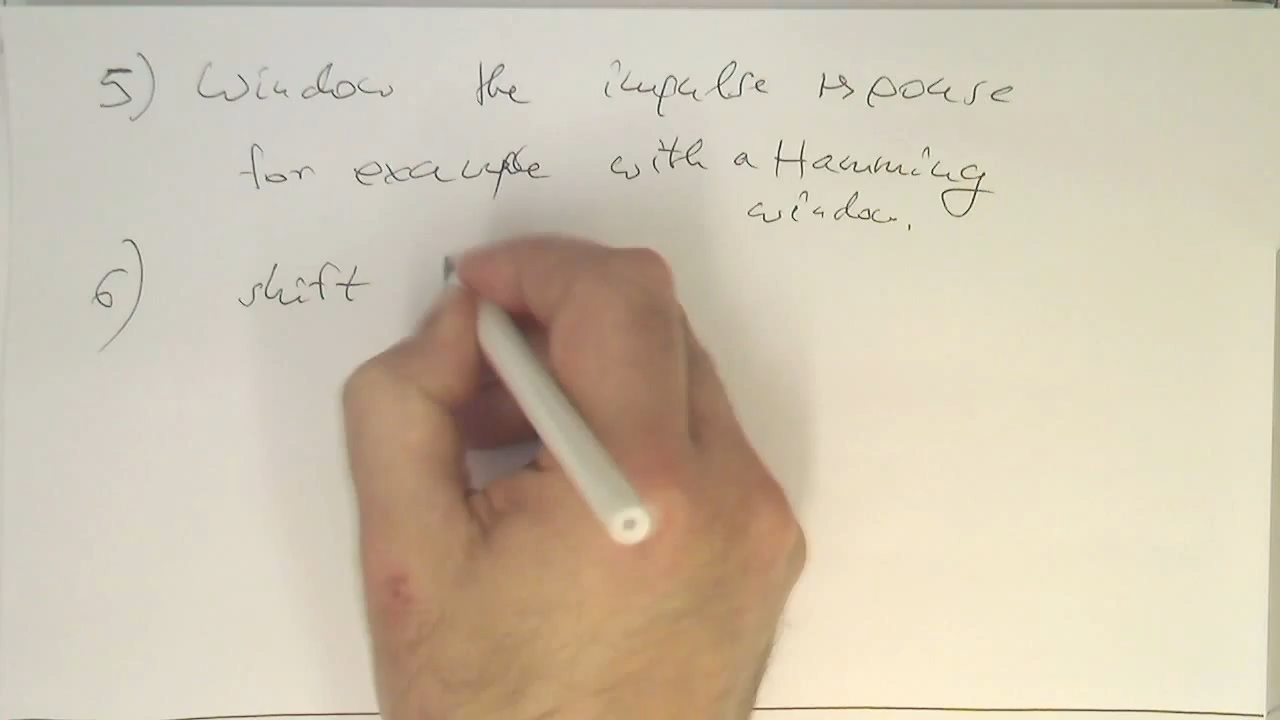 5) Window the impulse response
for example with a Hamming
window.
6) shift